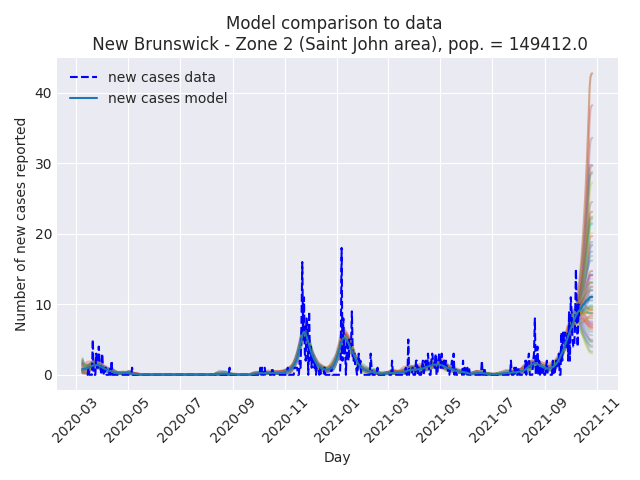 Model comparison to data
New Brunswick - Zone 2 (Saint John area), pop. = 149412.0
new cases data
new cases model
Number of new cases reported
40
30
20
10
0
2020-03
2020-05
2020-07
2020-09
2020-11
2021-01
2021-03
2021-05
2021-07
2021-09
2021-11
Day